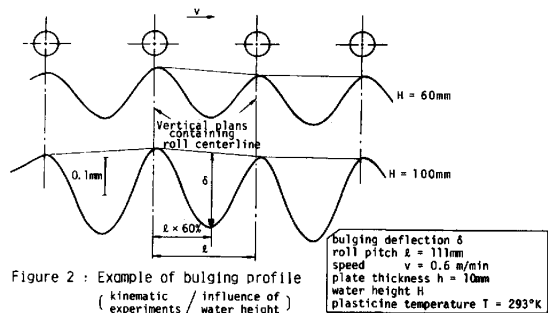 v
H = 60mm
Vertical plans
containing
roll centerline
0.1mm
δ
H = 100mm
ℓ × 60%
ℓ
bulging deflection δ
roll pitch ℓ = 111mm
speed v = 0.6 m/min
plate thickness h = 10mm
water height H
plasticine temperature T = 293°K
Figure 2 : Example of bulging profile
( kinematic experiments / influence of water height )